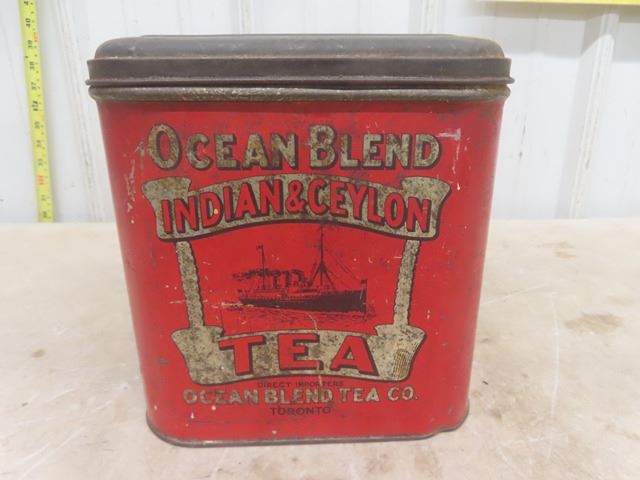 OCEAN BLEND
INDIAN & CEYLON
TEA
DIRECT IMPORTERS
OCEAN BLEND TEA CO.
TORONTO